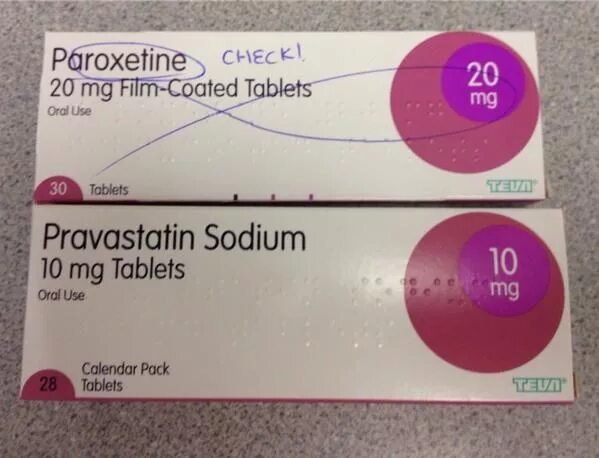 Paroxetine CHECK!
20 mg Film-Coated Tablets
Oral Use
20
mg
30 Tablets
TEVA
Pravastatin Sodium
10 mg Tablets
Oral Use
10
mg
Calendar Pack
28 Tablets
TEVA